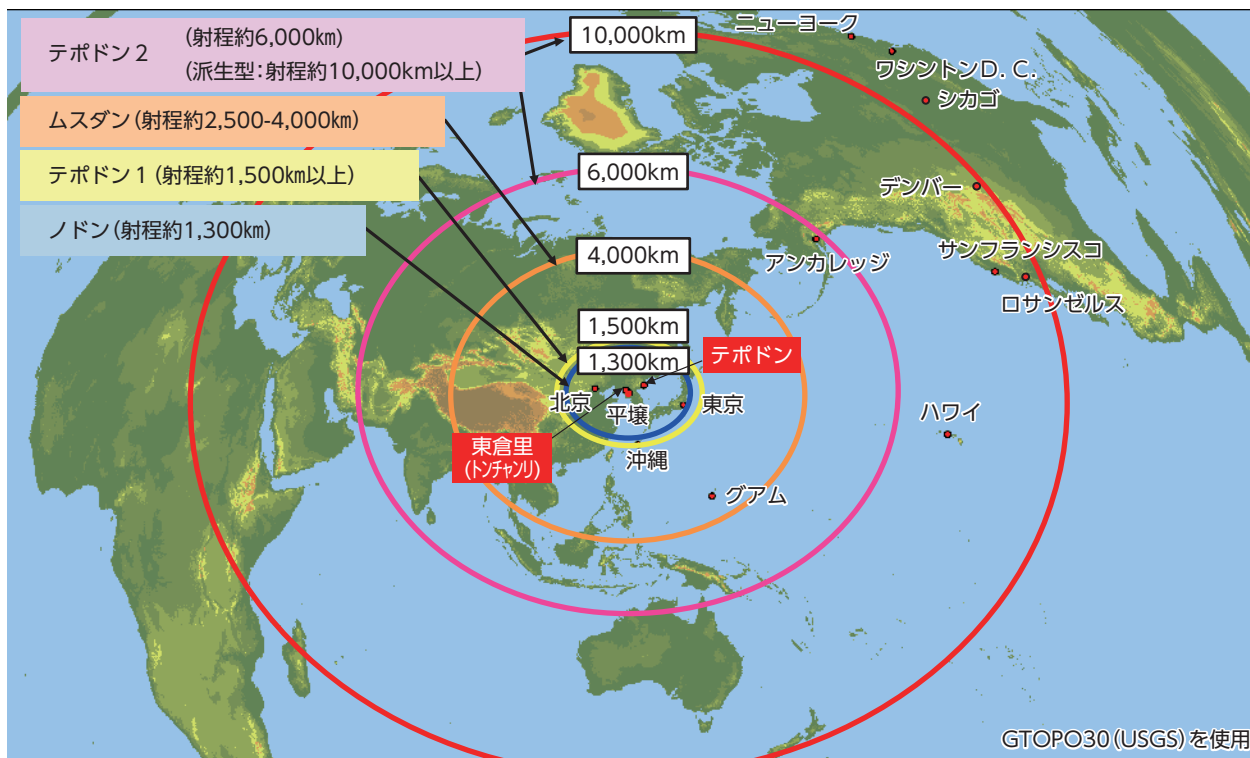 テポドン2 (射程約6,000㎞)
(派生型:射程約10,000km以上)
ムスダン(射程約2,500-4,000㎞)
テポドン1(射程約1,500㎞以上)
ノドン(射程約1,300㎞)
10,000km
6,000km
4,000km
1,500km
1,300km
ニューヨーク
ワシントンD.C.
シカゴ
デンバー
サンフランシスコ
ロサンゼルス
アンカレッジ
テポドン
北京
平壌
東京
東倉里
(トンチャンリ)
沖縄
グアム
ハワイ
GTOPO30(USGS)を使用